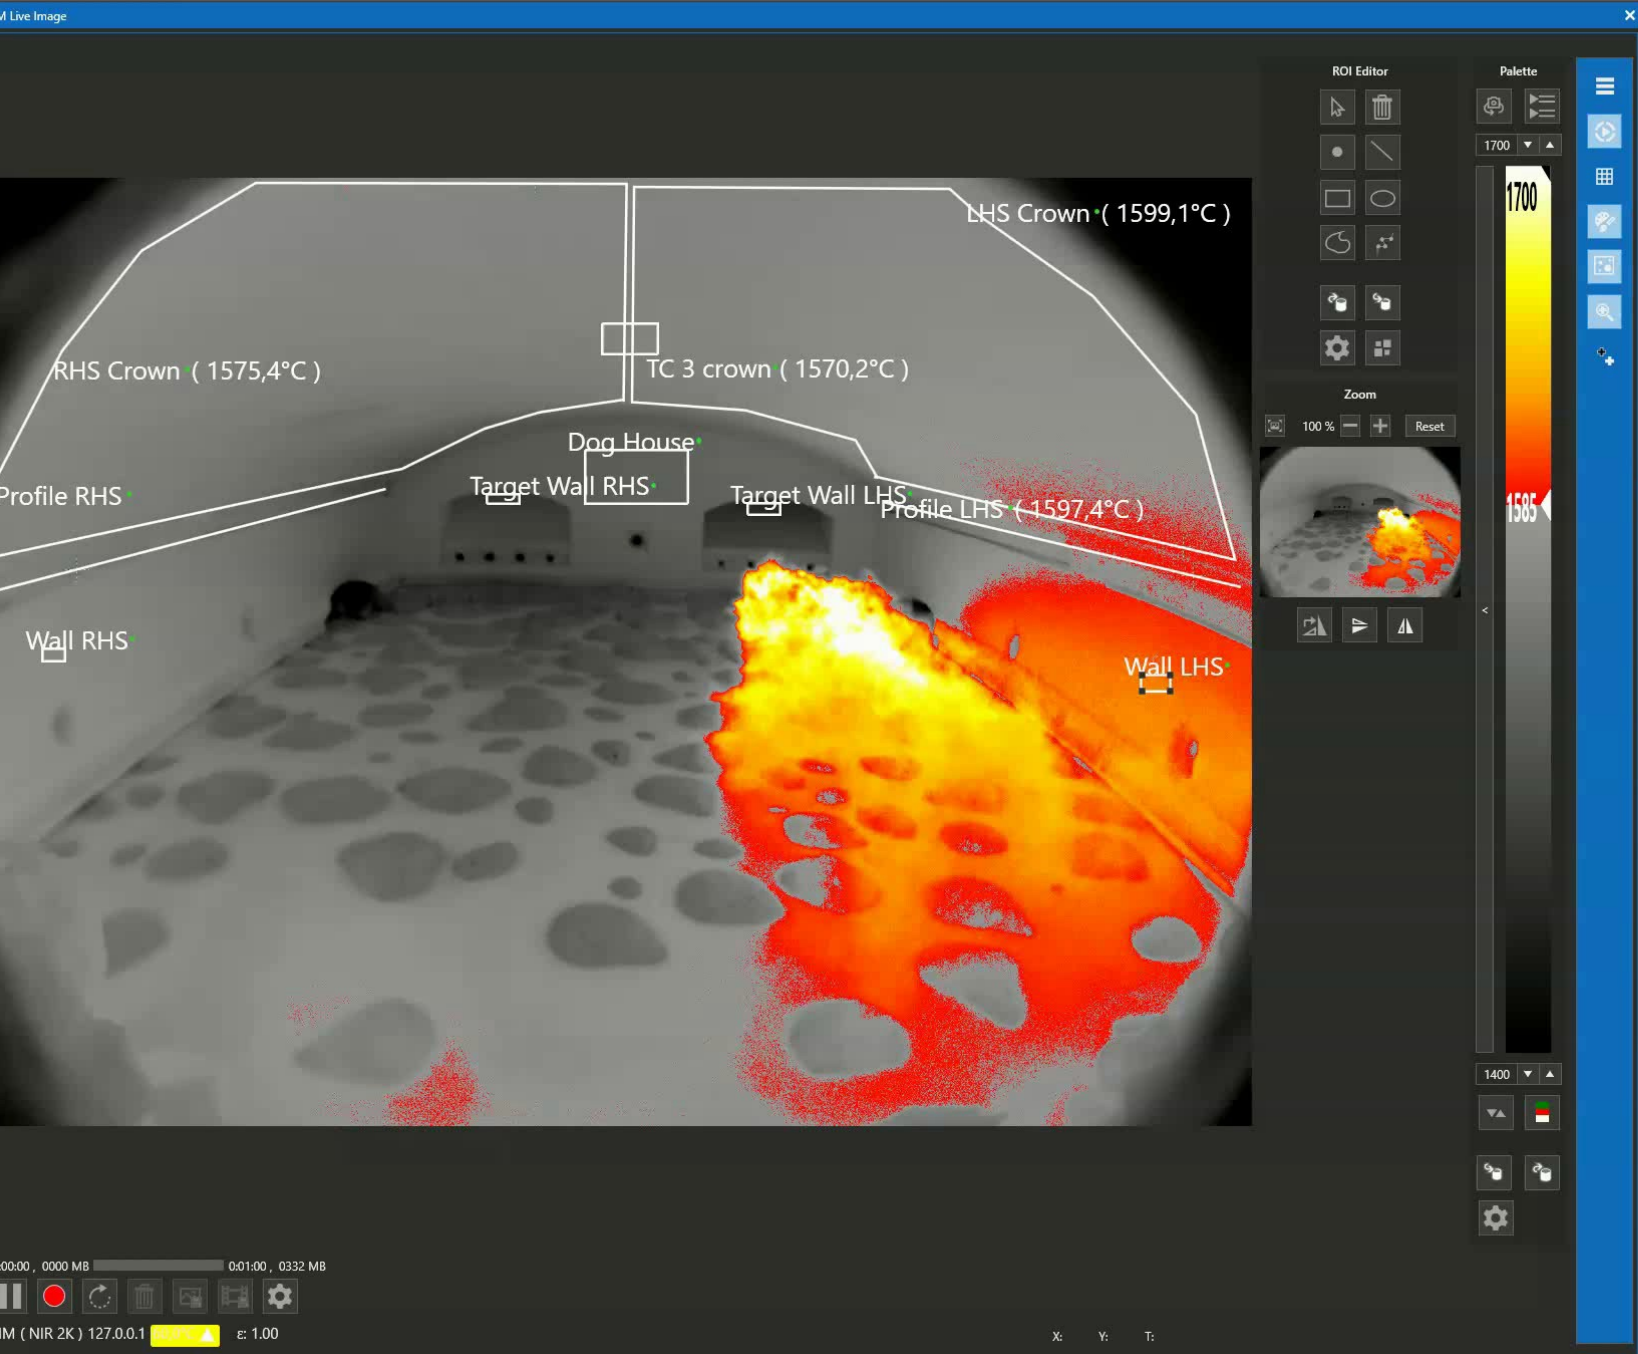 M Live Image
ROI Editor
Palette
1700
1700
LHS Crown ( 1599,1°C )
RHS Crown ( 1575,4°C )
TC 3 crown ( 1570,2°C )
Zoom
100 %
Reset
Dog House
Target Wall RHS
Target Wall LHS
Profile RHS
Profile LHS ( 1597,4°C )
1585
<
Wall RHS
Wall LHS
1400
:00:00 , 0000 MB
0:01:00 , 0332 MB
IM ( NIR 2K ) 127.0.0.1
ε: 1.00
X:
Y:
T: